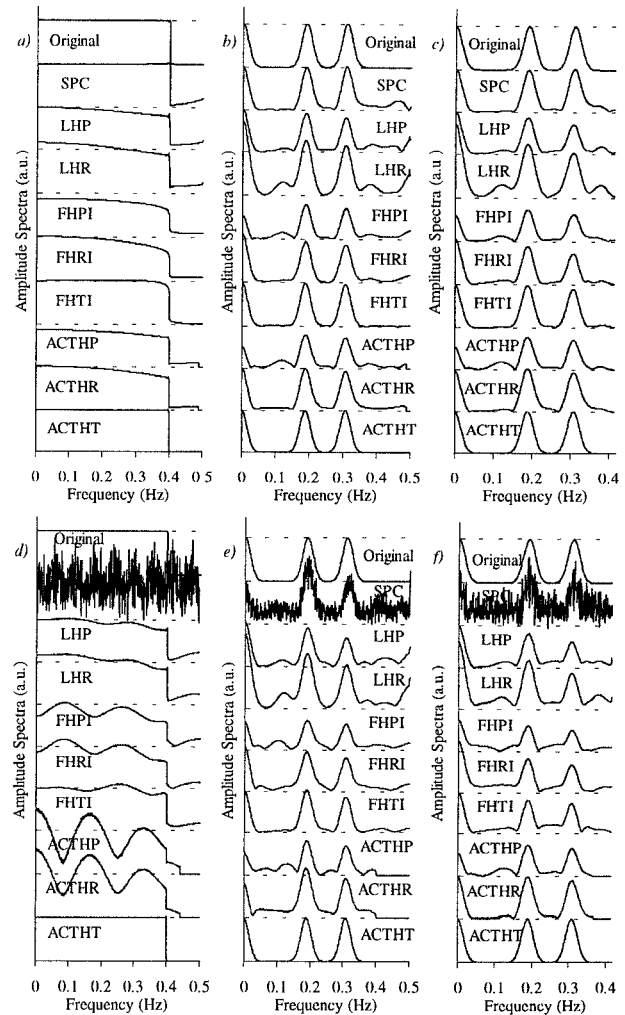 a)
Original
SPC
LHP
LHR
FHPI
FHRI
FHTI
ACTHP
ACTHR
ACTHT
0 0.1 0.2 0.3 0.4 0.5
Frequency (Hz)
Amplitude Spectra (a.u.)
b)
Original
SPC
LHP
LHR
FHPI
FHRI
FHTI
ACTHP
ACTHR
ACTHT
0 0.1 0.2 0.3 0.4 0.5
Frequency (Hz)
Amplitude Spectra (a.u.)
c)
Original
SPC
LHP
LHR
FHPI
FHRI
FHTI
ACTHP
ACTHR
ACTHT
0 0.1 0.2 0.3 0.4
Frequency (Hz)
Amplitude Spectra (a.u.)
d)
Original
LHP
LHR
FHPI
FHRI
FHTI
ACTHP
ACTHR
ACTHT
0 0.1 0.2 0.3 0.4 0.5
Frequency (Hz)
Amplitude Spectra (a.u.)
e)
Original
SPC
LHP
LHR
FHPI
FHRI
FHTI
ACTHP
ACTHR
ACTHT
0 0.1 0.2 0.3 0.4 0.5
Frequency (Hz)
Amplitude Spectra (a.u.)
f)
Original
SPC
LHP
LHR
FHPI
FHRI
FHTI
ACTHP
ACTHR
ACTHT
0 0.1 0.2 0.3 0.4
Frequency (Hz)
Amplitude Spectra (a.u.)